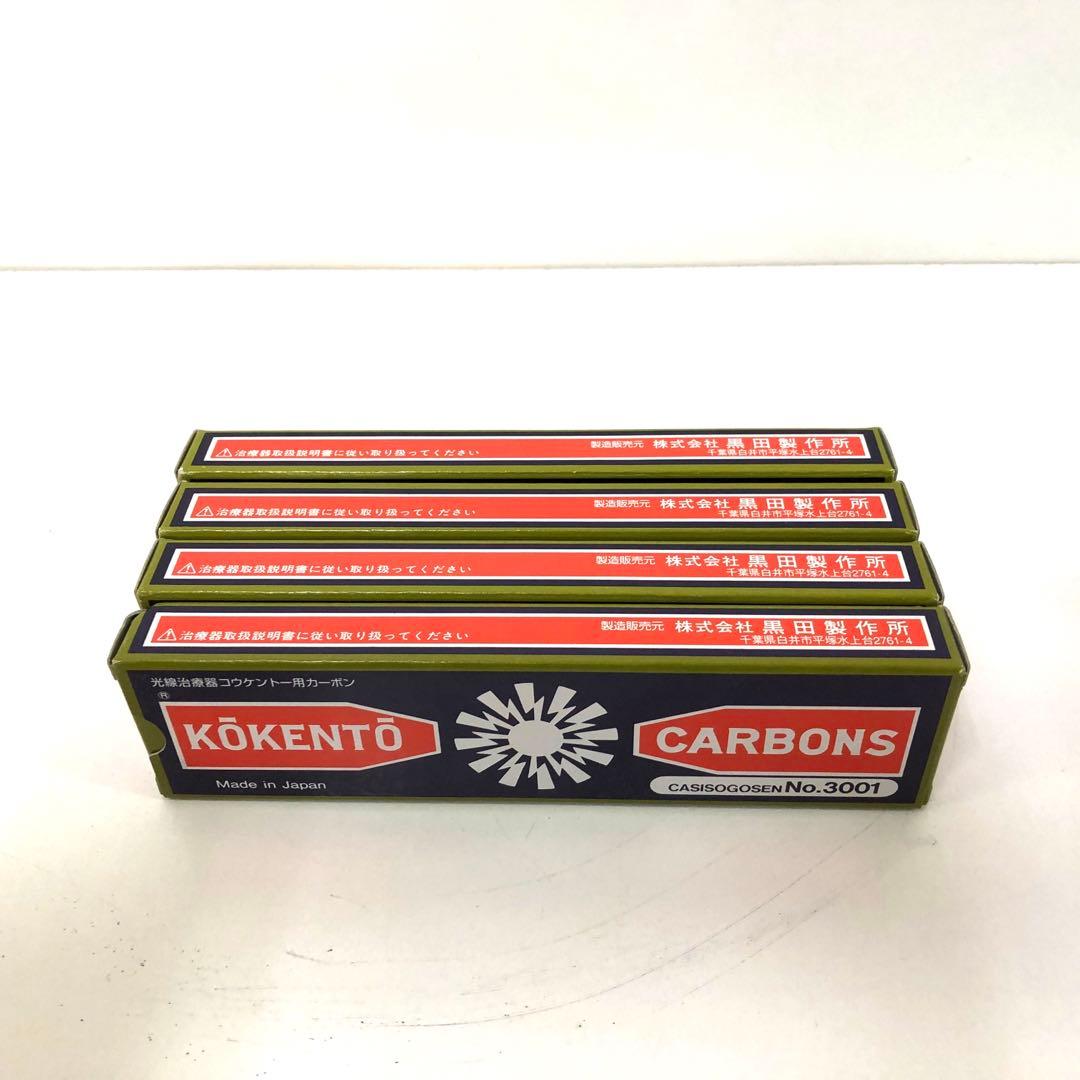 ⚠治療器取扱説明書に従い取り扱ってください
製造販売元 株式会社 黒田製作所
千葉県白井市平塚水上台2761-4
⚠治療器取扱説明書に従い取り扱ってください
製造販売元 株式会社 黒田製作所
千葉県白井市平塚水上台2761-4
⚠治療器取扱説明書に従い取り扱ってください
製造販売元 株式会社 黒田製作所
千葉県白井市平塚水上台2761-4
⚠治療器取扱説明書に従い取り扱ってください
製造販売元 株式会社 黒田製作所
千葉県白井市平塚水上台2761-4
光線治療器コウケントー用カーボン
®
KŌKENTŌ
CARBONS
Made in Japan
CASISOGOSEN No.3001